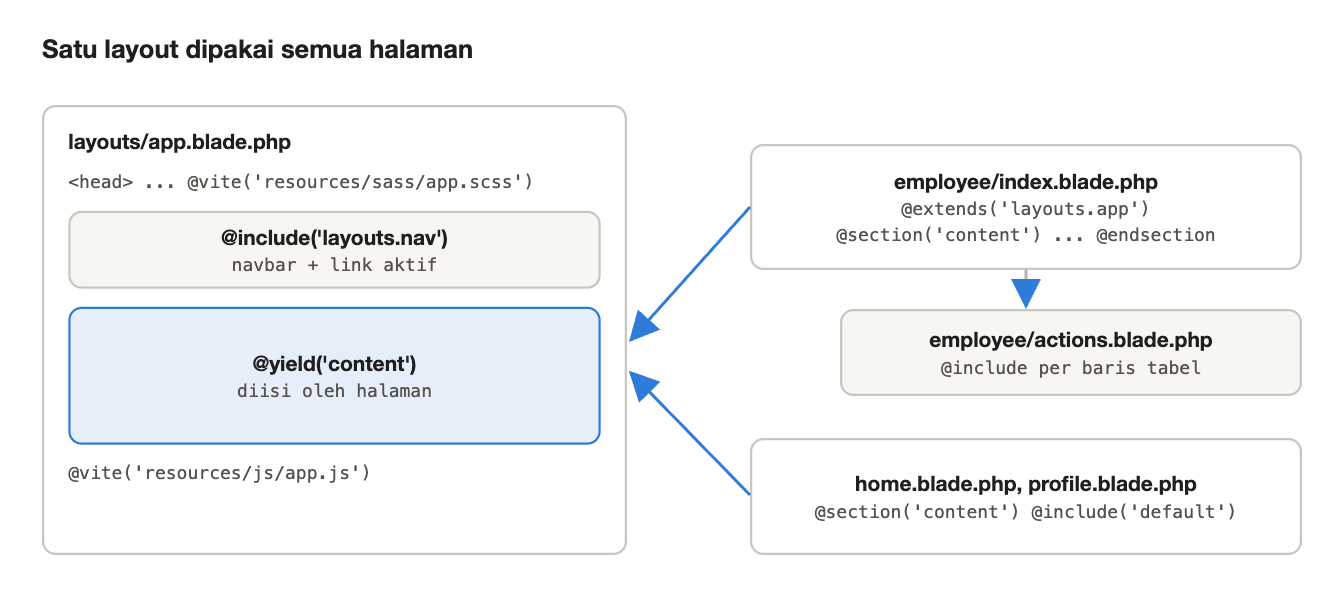 Satu layout dipakai semua halaman
layouts/app.blade.php
<head> ... @vite('resources/sass/app.scss')
@include('layouts.nav')
navbar + link aktif
@yield('content')
diisi oleh halaman
@vite('resources/js/app.js')
employee/index.blade.php
@extends('layouts.app')
@section('content') ... @endsection
employee/actions.blade.php
@include per baris tabel
home.blade.php, profile.blade.php
@section('content') @include('default')